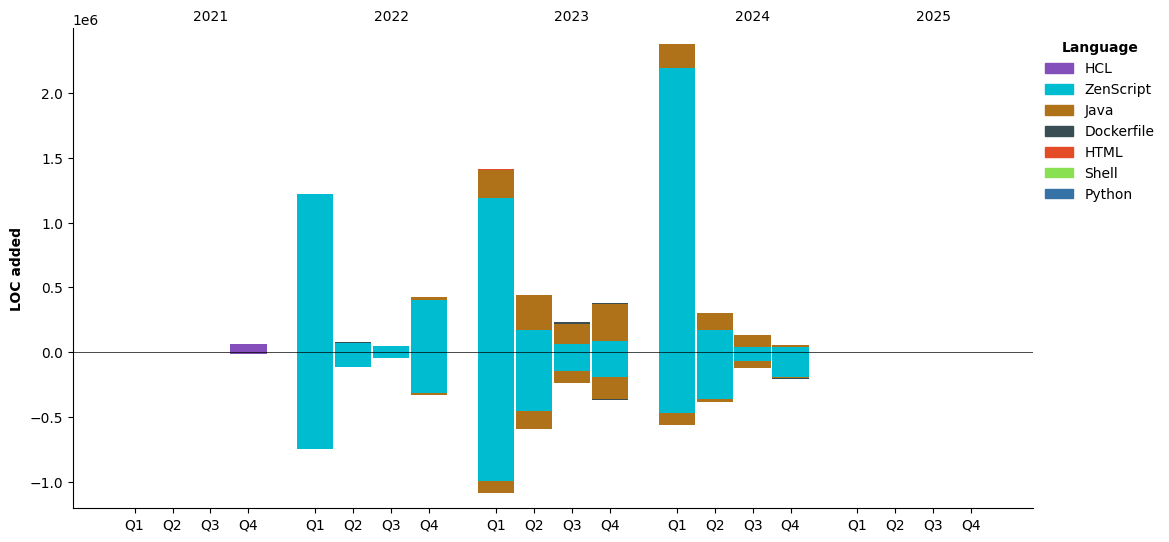 1e6
2021 2022 2023 2024 2025
Language
HCL
ZenScript
Java
Dockerfile
HTML
Shell
Python
LOC added
2.0
1.5
1.0
0.5
0.0
−0.5
−1.0
Q1 Q2 Q3 Q4 Q1 Q2 Q3 Q4 Q1 Q2 Q3 Q4 Q1 Q2 Q3 Q4 Q1 Q2 Q3 Q4